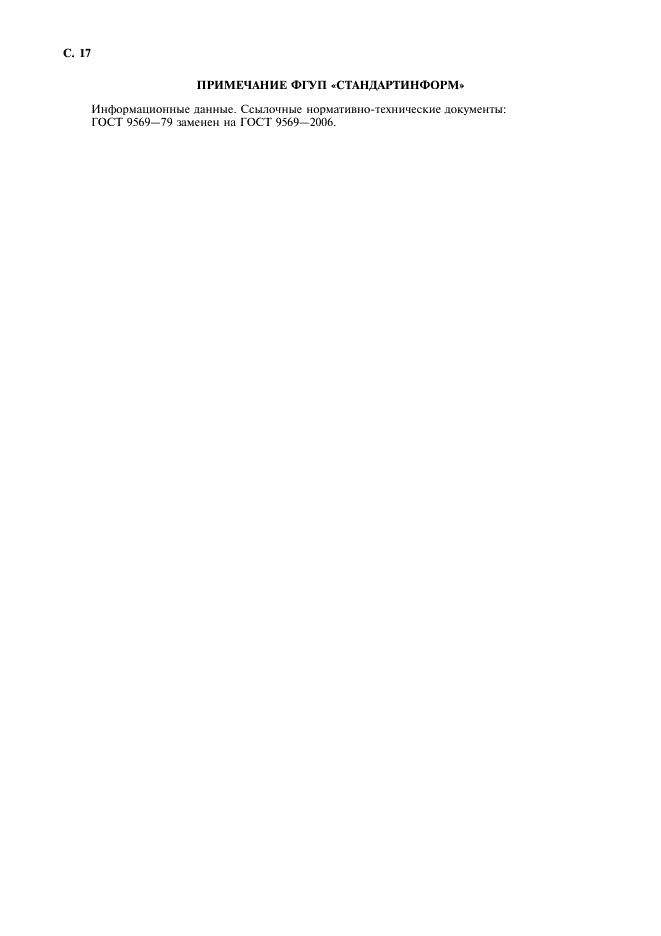 С. 17
ПРИМЕЧАНИЕ ФГУП «СТАНДАРТИНФОРМ»
Информационные данные. Ссылочные нормативно-технические документы:
ГОСТ 9569—79 заменен на ГОСТ 9569—2006.